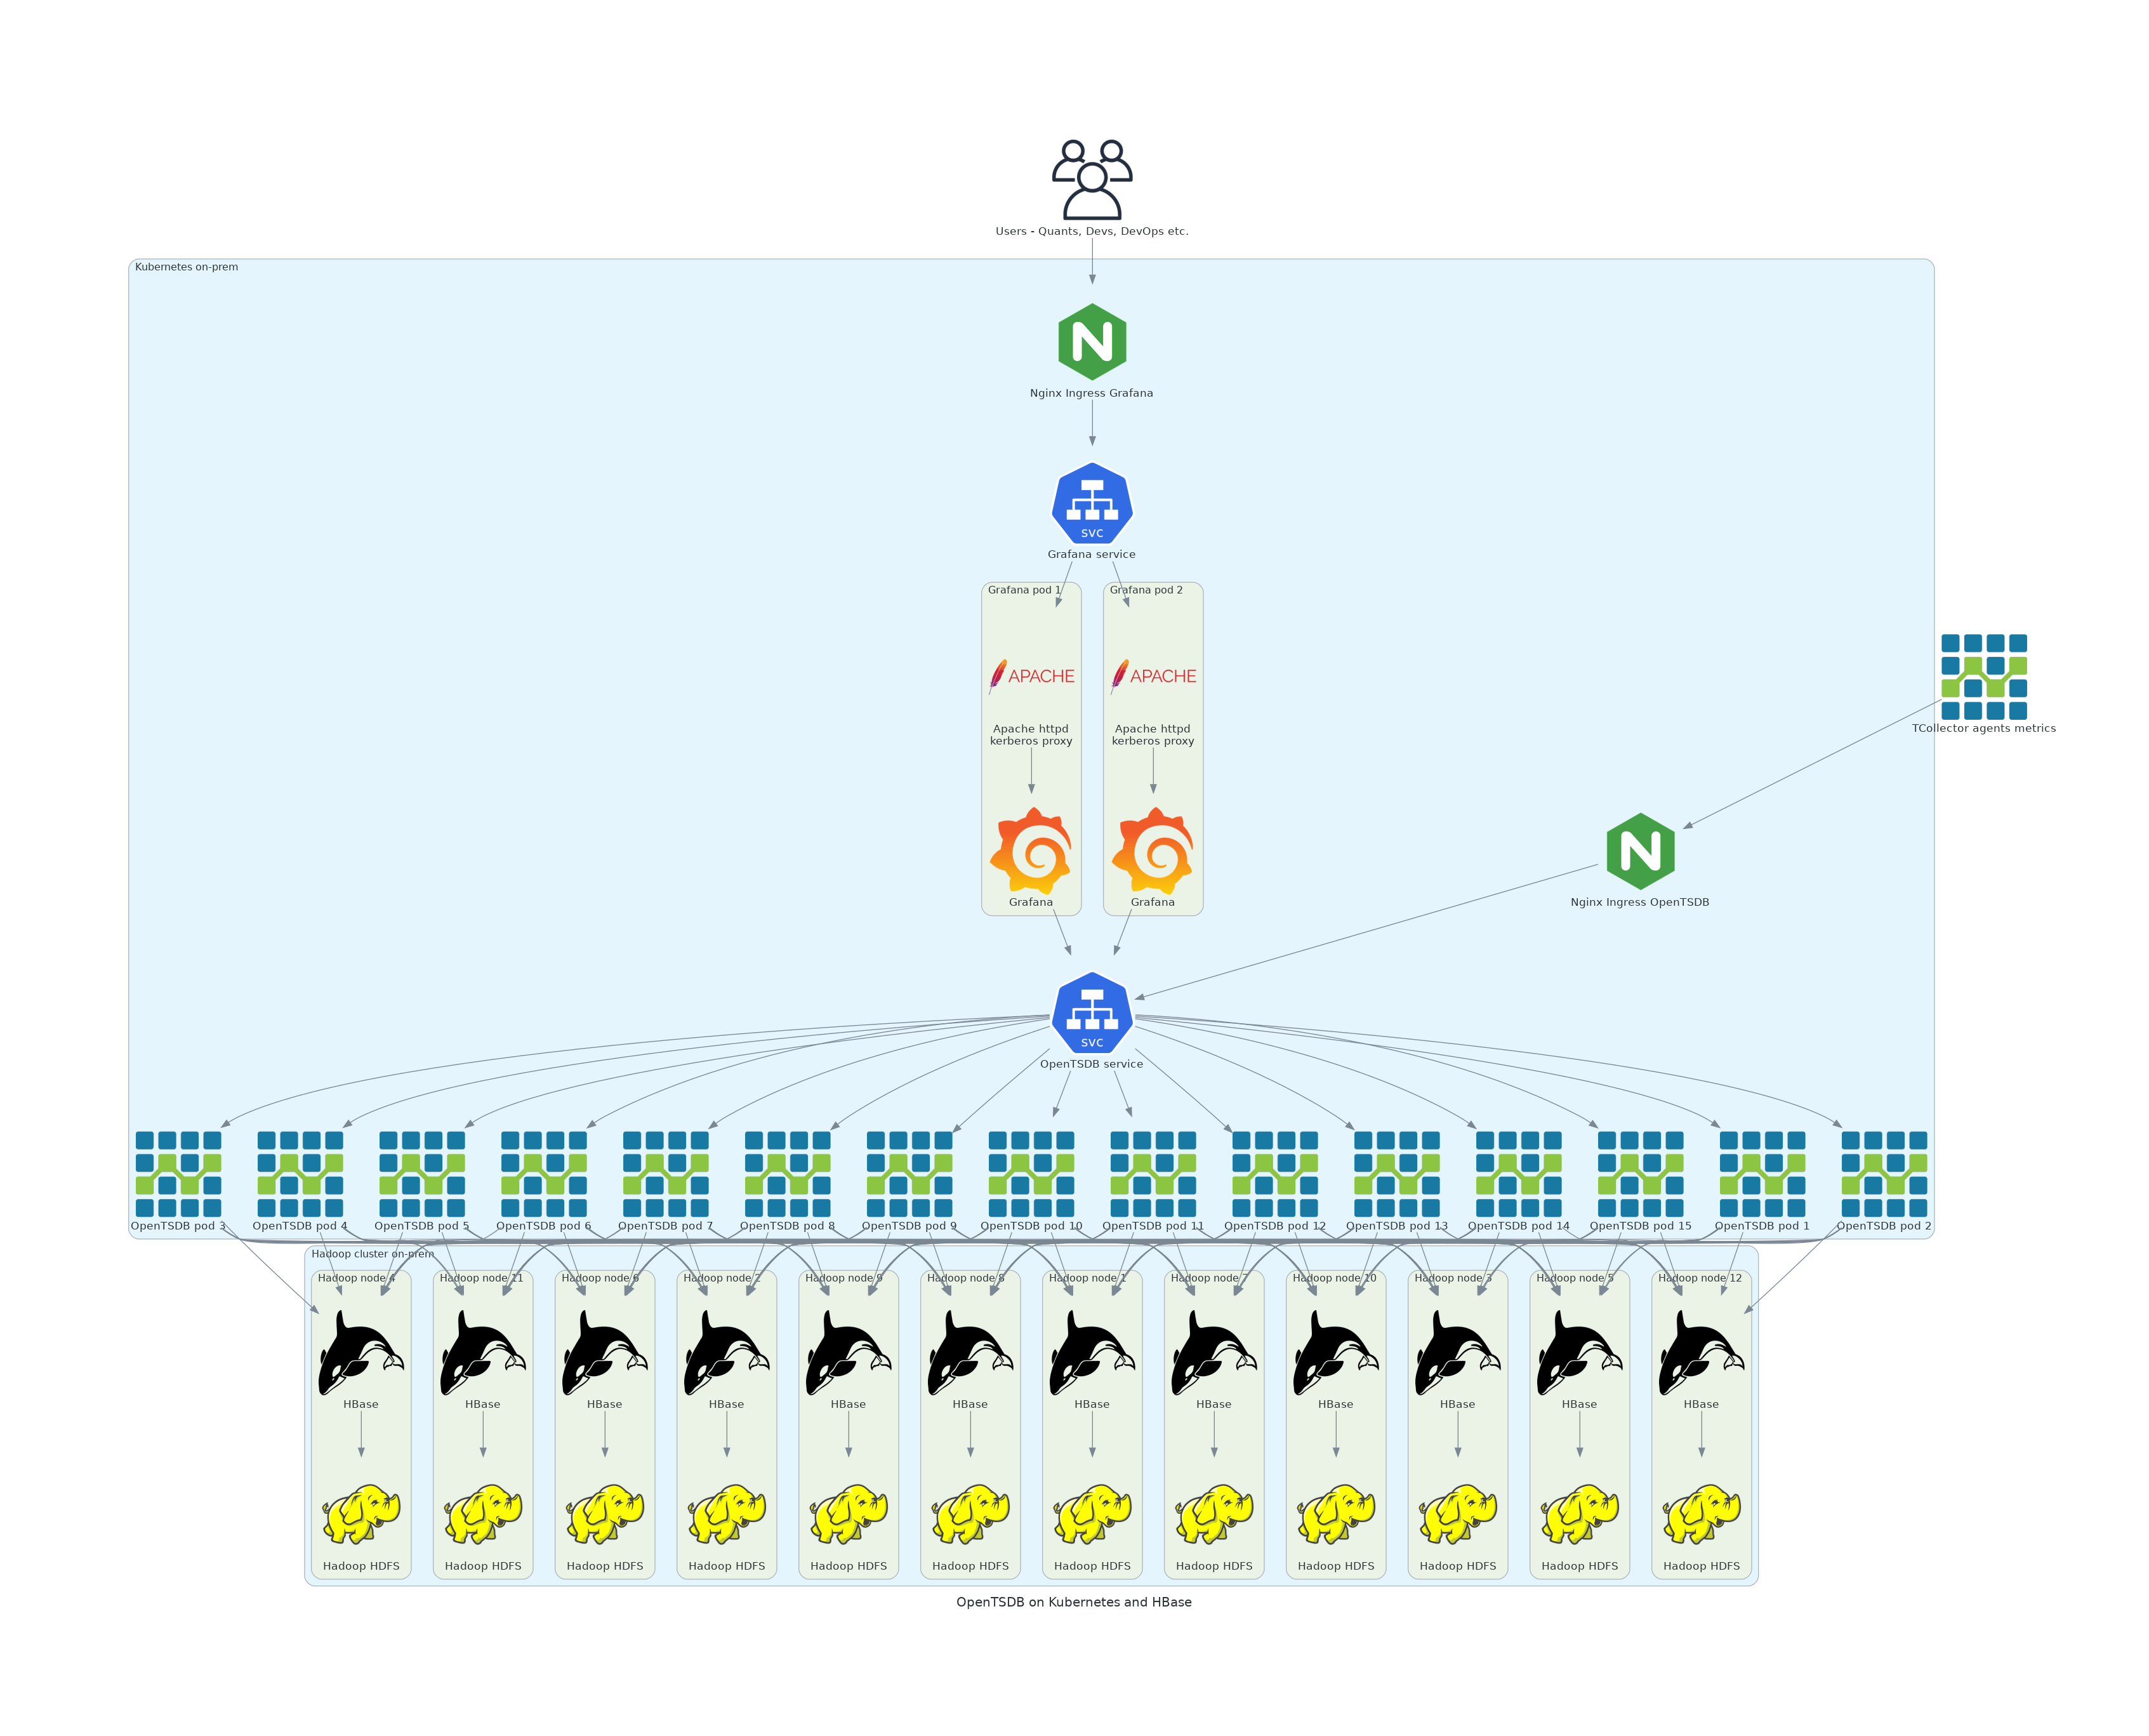 Users - Quants, Devs, DevOps etc.
Kubernetes on-prem
N
Nginx Ingress Grafana
svc
Grafana service
Grafana pod 1
Grafana pod 2
APACHE
APACHE
Apache httpd
kerberos proxy
Apache httpd
kerberos proxy
TCollector agents metrics
N
Grafana
Grafana
Nginx Ingress OpenTSDB
svc
OpenTSDB service
OpenTSDB pod 3
OpenTSDB pod 4
OpenTSDB pod 5
OpenTSDB pod 6
OpenTSDB pod 7
OpenTSDB pod 8
OpenTSDB pod 9
OpenTSDB pod 10
OpenTSDB pod 11
OpenTSDB pod 12
OpenTSDB pod 13
OpenTSDB pod 14
OpenTSDB pod 15
OpenTSDB pod 1
OpenTSDB pod 2
Hadoop cluster on-prem
Hadoop node 4
Hadoop node 11
Hadoop node 6
Hadoop node 2
Hadoop node 9
Hadoop node 8
Hadoop node 1
Hadoop node 7
Hadoop node 10
Hadoop node 3
Hadoop node 5
Hadoop node 12
HBase
HBase
HBase
HBase
HBase
HBase
HBase
HBase
HBase
HBase
HBase
HBase
Hadoop HDFS
Hadoop HDFS
Hadoop HDFS
Hadoop HDFS
Hadoop HDFS
Hadoop HDFS
Hadoop HDFS
Hadoop HDFS
Hadoop HDFS
Hadoop HDFS
Hadoop HDFS
Hadoop HDFS
OpenTSDB on Kubernetes and HBase